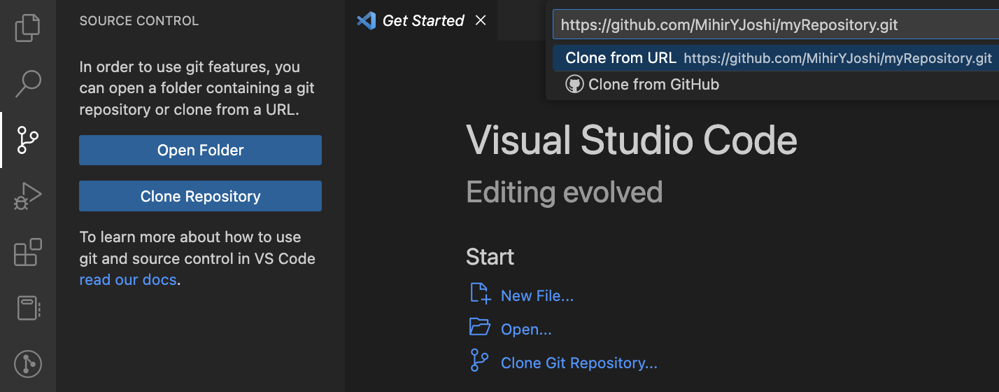 SOURCE CONTROL
In order to use git features, you
can open a folder containing a git
repository or clone from a URL.
Open Folder
Clone Repository
To learn more about how to use
git and source control in VS Code
read our docs.
Get Started
https://github.com/MihirYJoshi/myRepository.git
Clone from URL https://github.com/MihirYJoshi/myRepository.git
Clone from GitHub
Visual Studio Code
Editing evolved
Start
New File...
Open...
Clone Git Repository...